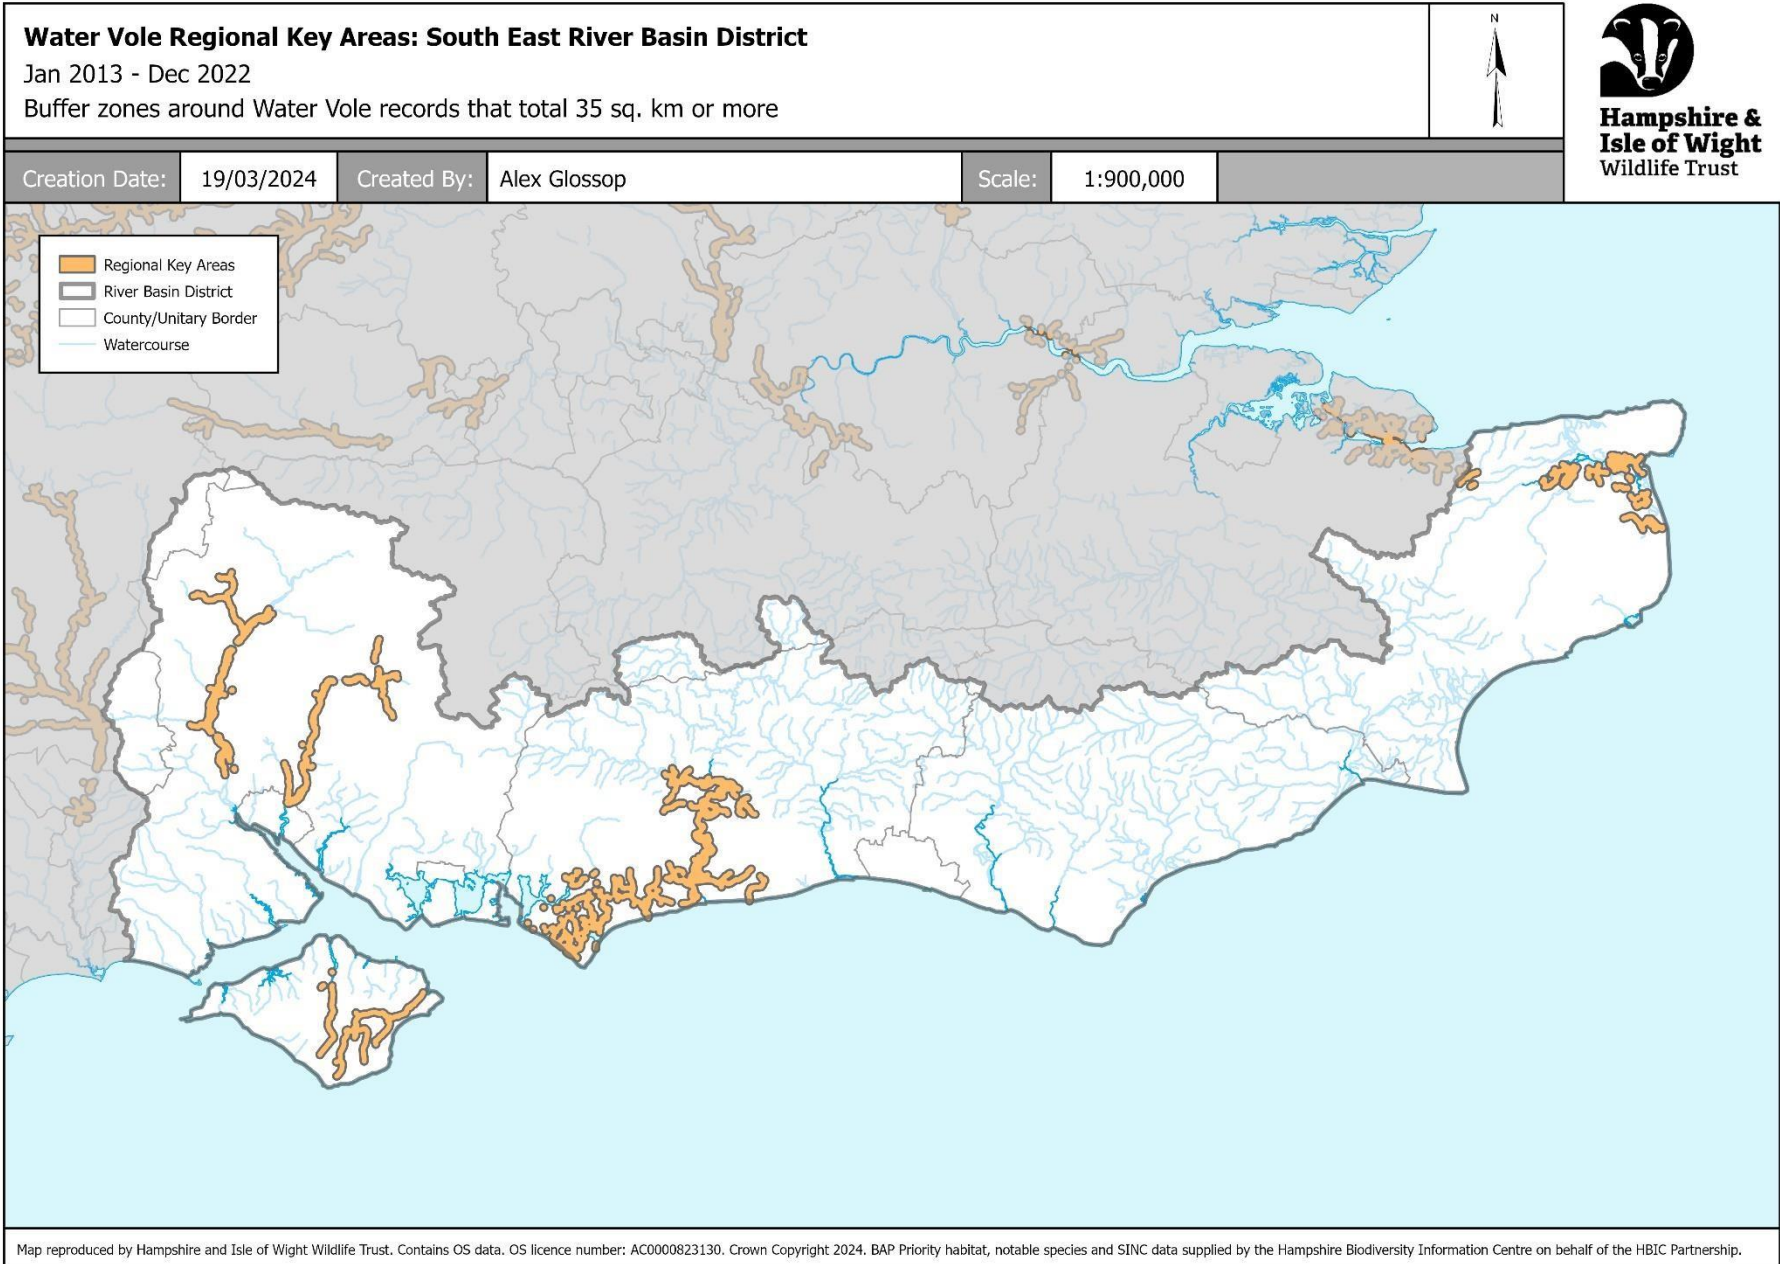 Water Vole Regional Key Areas: South East River Basin District
Jan 2013 - Dec 2022
Buffer zones around Water Vole records that total 35 sq. km or more
N
Hampshire &
Isle of Wight
Wildlife Trust
Creation Date: 19/03/2024 Created By: Alex Glossop Scale: 1:900,000
Regional Key Areas
River Basin District
County/Unitary Border
Watercourse
Map reproduced by Hampshire and Isle of Wight Wildlife Trust. Contains OS data. OS licence number: AC0000823130. Crown Copyright 2024. BAP Priority habitat, notable species and SINC data supplied by the Hampshire Biodiversity Information Centre on behalf of the HBIC Partnership.